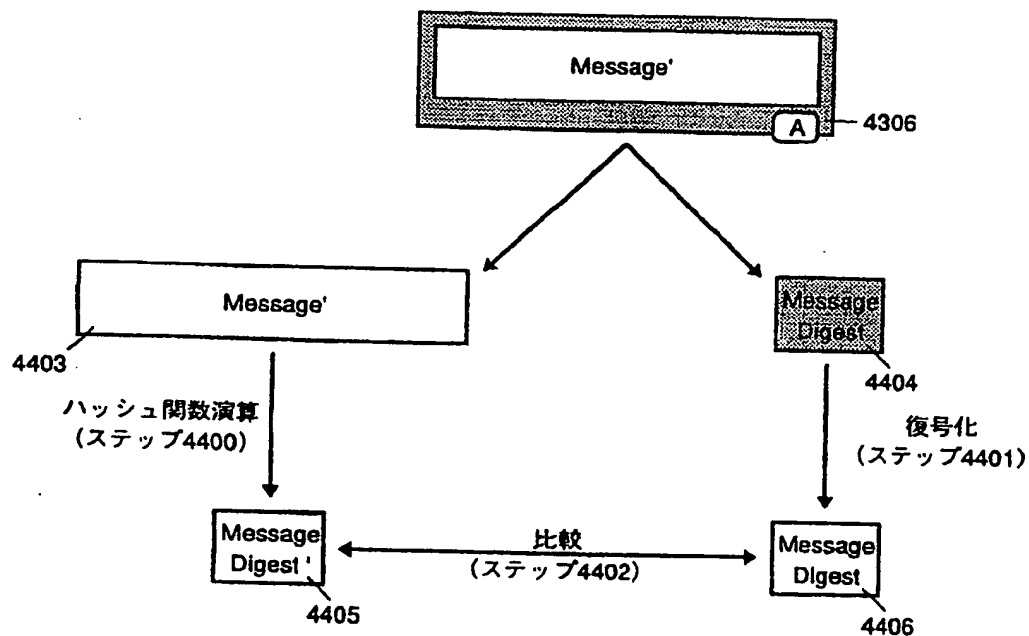 Message'
A
4306
Message'
4403
Message
Digest
4404
ハッシュ関数演算
(ステップ4400)
復号化
(ステップ4401)
Message
Digest'
4405
比較
(ステップ4402)
Message
Digest
4406